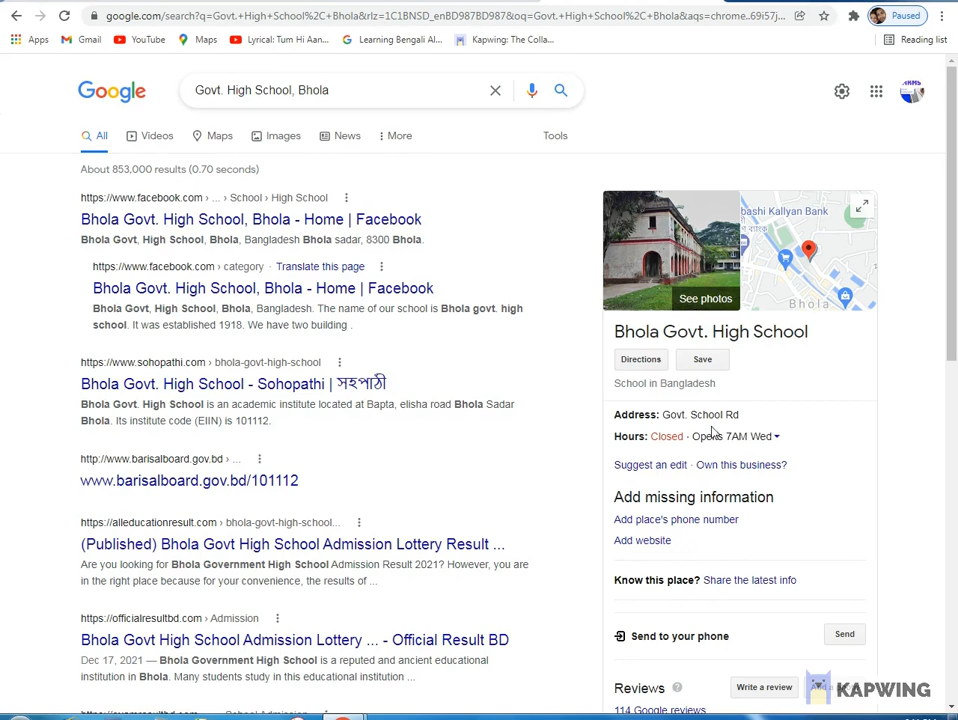 google.com/search?q=Govt.+High+School%2C+Bhola&rlz=1C1BNSD_enBD987BD987&oq=Govt.+High+School%2C+Bhola&aqs=chrome..69i57j...
Paused
Apps Gmail YouTube Maps Lyrical: Tum Hi Aan... Learning Bengali Al... Kapwing: The Colla... Reading list
Google
Govt. High School, Bhola
All Videos Maps Images News More Tools
About 853,000 results (0.70 seconds)
https://www.facebook.com › ... › School › High School
Bhola Govt. High School, Bhola - Home | Facebook
Bhola Govt, High School, Bhola, Bangladesh Bhola sadar, 8300 Bhola.
https://www.facebook.com › category · Translate this page
Bhola Govt. High School, Bhola - Home | Facebook
Bhola Govt, High School, Bhola, Bangladesh. The name of our school is Bhola govt. high
school. It was established 1918. We have two building .
https://www.sohopathi.com › bhola-govt-high-school
Bhola Govt. High School - Sohopathi | সহপাঠী
Bhola Govt. High School is an academic institute located at Bapta, elisha road Bhola Sadar
Bhola. Its institute code (EIIN) is 101112.
http://www.barisalboard.gov.bd › ...
www.barisalboard.gov.bd/101112
https://alleducationresult.com › bhola-govt-high-school...
(Published) Bhola Govt High School Admission Lottery Result ...
Are you looking for Bhola Government High School Admission Result 2021? However, you are
in the right place because for your convenience, the results of ...
https://officialresultbd.com › Admission
Bhola Govt High School Admission Lottery ... - Official Result BD
Dec 17, 2021 — Bhola Government High School is a reputed and ancient educational
institution in Bhola. Many students study in this educational institution ...
bashi Kallyan Bank
Bhola
See photos
Bhola Govt. High School
Directions Save
School in Bangladesh
Address: Govt. School Rd
Hours: Closed · Opens 7AM Wed
Suggest an edit · Own this business?
Add missing information
Add place's phone number
Add website
Know this place? Share the latest info
Send to your phone Send
Reviews Write a review
114 Google reviews
KAPWING